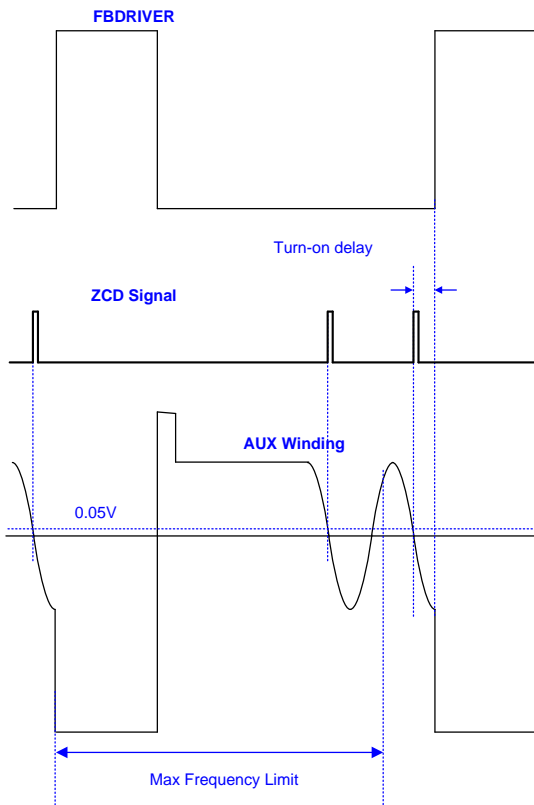 FBDRIVER
Turn-on delay
ZCD Signal
AUX Winding
0.05V
Max Frequency Limit